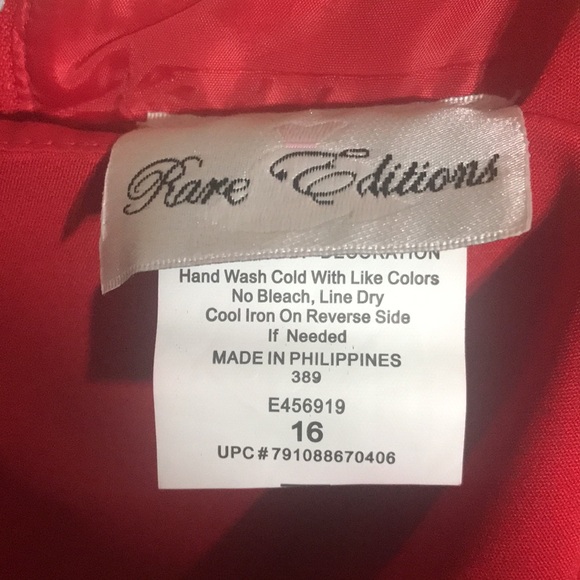 Rare Editions
DECORATION
Hand Wash Cold With Like Colors
No Bleach, Line Dry
Cool Iron On Reverse Side
If Needed
MADE IN PHILIPPINES
389
E456919
16
UPC # 791088670406